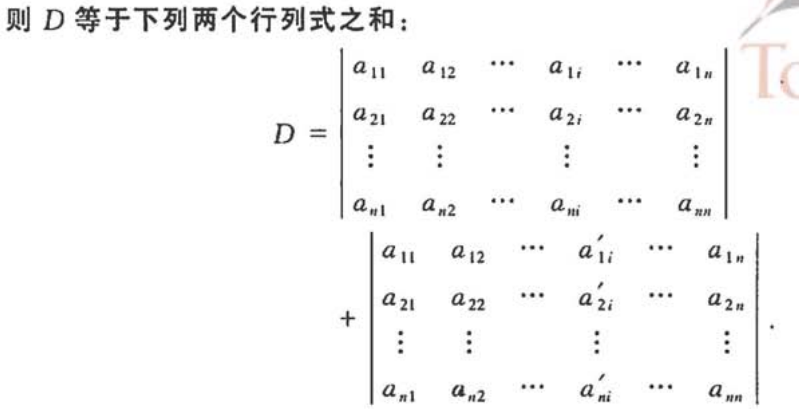 则 D 等于下列两个行列式之和：
D = | a₁₁ a₁₂ ⋯ a₁ᵢ ⋯ a₁ₙ |
| a₂₁ a₂₂ ⋯ a₂ᵢ ⋯ a₂ₙ |
| ⋮ ⋮ ⋮ ⋮ |
| aₙ₁ aₙ₂ ⋯ aₙᵢ ⋯ aₙₙ |
+ | a₁₁ a₁₂ ⋯ a′₁ᵢ ⋯ a₁ₙ |
| a₂₁ a₂₂ ⋯ a′₂ᵢ ⋯ a₂ₙ |
| ⋮ ⋮ ⋮ ⋮ | .
| aₙ₁ aₙ₂ ⋯ a′ₙᵢ ⋯ aₙₙ |